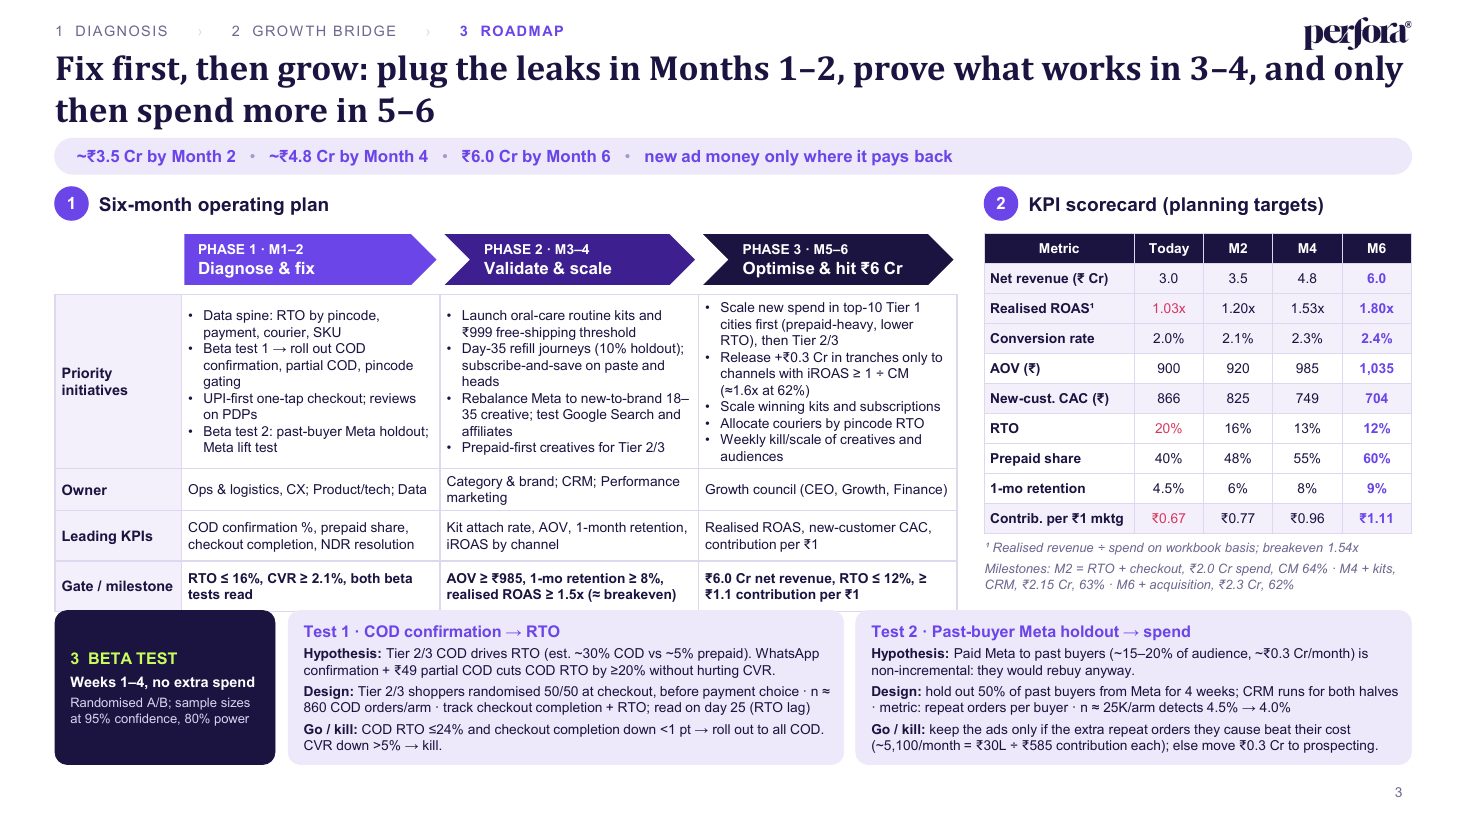 1 DIAGNOSIS › 2 GROWTH BRIDGE › 3 ROADMAP
perfora®
Fix first, then grow: plug the leaks in Months 1–2, prove what works in 3–4, and only
then spend more in 5–6
~₹3.5 Cr by Month 2 • ~₹4.8 Cr by Month 4 • ₹6.0 Cr by Month 6 • new ad money only where it pays back
1 Six-month operating plan
PHASE 1 · M1–2
Diagnose & fix
PHASE 2 · M3–4
Validate & scale
PHASE 3 · M5–6
Optimise & hit ₹6 Cr
Priority
initiatives
• Data spine: RTO by pincode,
payment, courier, SKU
• Beta test 1 → roll out COD
confirmation, partial COD, pincode
gating
• UPI-first one-tap checkout; reviews
on PDPs
• Beta test 2: past-buyer Meta holdout;
Meta lift test
• Launch oral-care routine kits and
₹999 free-shipping threshold
• Day-35 refill journeys (10% holdout);
subscribe-and-save on paste and
heads
• Rebalance Meta to new-to-brand 18–
35 creative; test Google Search and
affiliates
• Prepaid-first creatives for Tier 2/3
• Scale new spend in top-10 Tier 1
cities first (prepaid-heavy, lower
RTO), then Tier 2/3
• Release +₹0.3 Cr in tranches only to
channels with iROAS ≥ 1 ÷ CM
(≈1.6x at 62%)
• Scale winning kits and subscriptions
• Allocate couriers by pincode RTO
• Weekly kill/scale of creatives and
audiences
Owner
Ops & logistics, CX; Product/tech; Data
Category & brand; CRM; Performance
marketing
Growth council (CEO, Growth, Finance)
Leading KPIs
COD confirmation %, prepaid share,
checkout completion, NDR resolution
Kit attach rate, AOV, 1-month retention,
iROAS by channel
Realised ROAS, new-customer CAC,
contribution per ₹1
Gate / milestone
RTO ≤ 16%, CVR ≥ 2.1%, both beta
tests read
AOV ≥ ₹985, 1-mo retention ≥ 8%,
realised ROAS ≥ 1.5x (≈ breakeven)
₹6.0 Cr net revenue, RTO ≤ 12%, ≥
₹1.1 contribution per ₹1
2 KPI scorecard (planning targets)
Metric Today M2 M4 M6
Net revenue (₹ Cr) 3.0 3.5 4.8 6.0
Realised ROAS¹ 1.03x 1.20x 1.53x 1.80x
Conversion rate 2.0% 2.1% 2.3% 2.4%
AOV (₹) 900 920 985 1,035
New-cust. CAC (₹) 866 825 749 704
RTO 20% 16% 13% 12%
Prepaid share 40% 48% 55% 60%
1-mo retention 4.5% 6% 8% 9%
Contrib. per ₹1 mktg ₹0.67 ₹0.77 ₹0.96 ₹1.11
¹ Realised revenue ÷ spend on workbook basis; breakeven 1.54x
Milestones: M2 = RTO + checkout, ₹2.0 Cr spend, CM 64% · M4 + kits,
CRM, ₹2.15 Cr, 63% · M6 + acquisition, ₹2.3 Cr, 62%
3 BETA TEST
Weeks 1–4, no extra spend
Randomised A/B; sample sizes
at 95% confidence, 80% power
Test 1 · COD confirmation → RTO
Hypothesis: Tier 2/3 COD drives RTO (est. ~30% COD vs ~5% prepaid). WhatsApp
confirmation + ₹49 partial COD cuts COD RTO by ≥20% without hurting CVR.
Design: Tier 2/3 shoppers randomised 50/50 at checkout, before payment choice · n ≈
860 COD orders/arm · track checkout completion + RTO; read on day 25 (RTO lag)
Go / kill: COD RTO ≤24% and checkout completion down <1 pt → roll out to all COD.
CVR down >5% → kill.
Test 2 · Past-buyer Meta holdout → spend
Hypothesis: Paid Meta to past buyers (~15–20% of audience, ~₹0.3 Cr/month) is
non-incremental: they would rebuy anyway.
Design: hold out 50% of past buyers from Meta for 4 weeks; CRM runs for both halves
· metric: repeat orders per buyer · n ≈ 25K/arm detects 4.5% → 4.0%
Go / kill: keep the ads only if the extra repeat orders they cause beat their cost
(~5,100/month = ₹30L ÷ ₹585 contribution each); else move ₹0.3 Cr to prospecting.
3